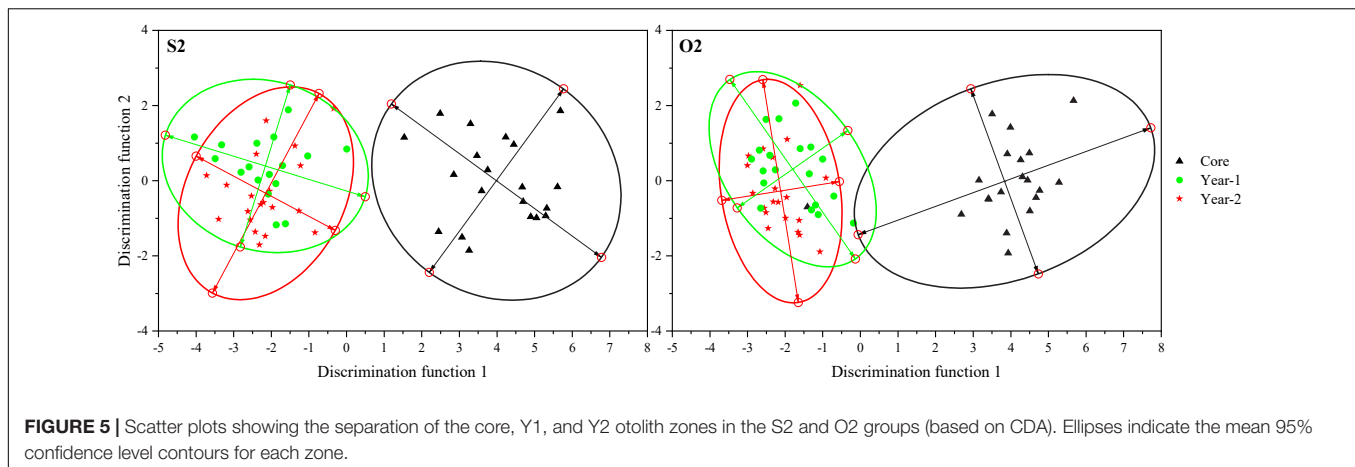 S2
O2
4
2
0
-2
-4
Discrimination function 2
-5 -4 -3 -2 -1 0 1 2 3 4 5 6 7 8
Discrimination function 1
4
2
0
-2
-4
-5 -4 -3 -2 -1 0 1 2 3 4 5 6 7 8
Discrimination function 1
Core
Year-1
Year-2
FIGURE 5 | Scatter plots showing the separation of the core, Y1, and Y2 otolith zones in the S2 and O2 groups (based on CDA). Ellipses indicate the mean 95%
confidence level contours for each zone.